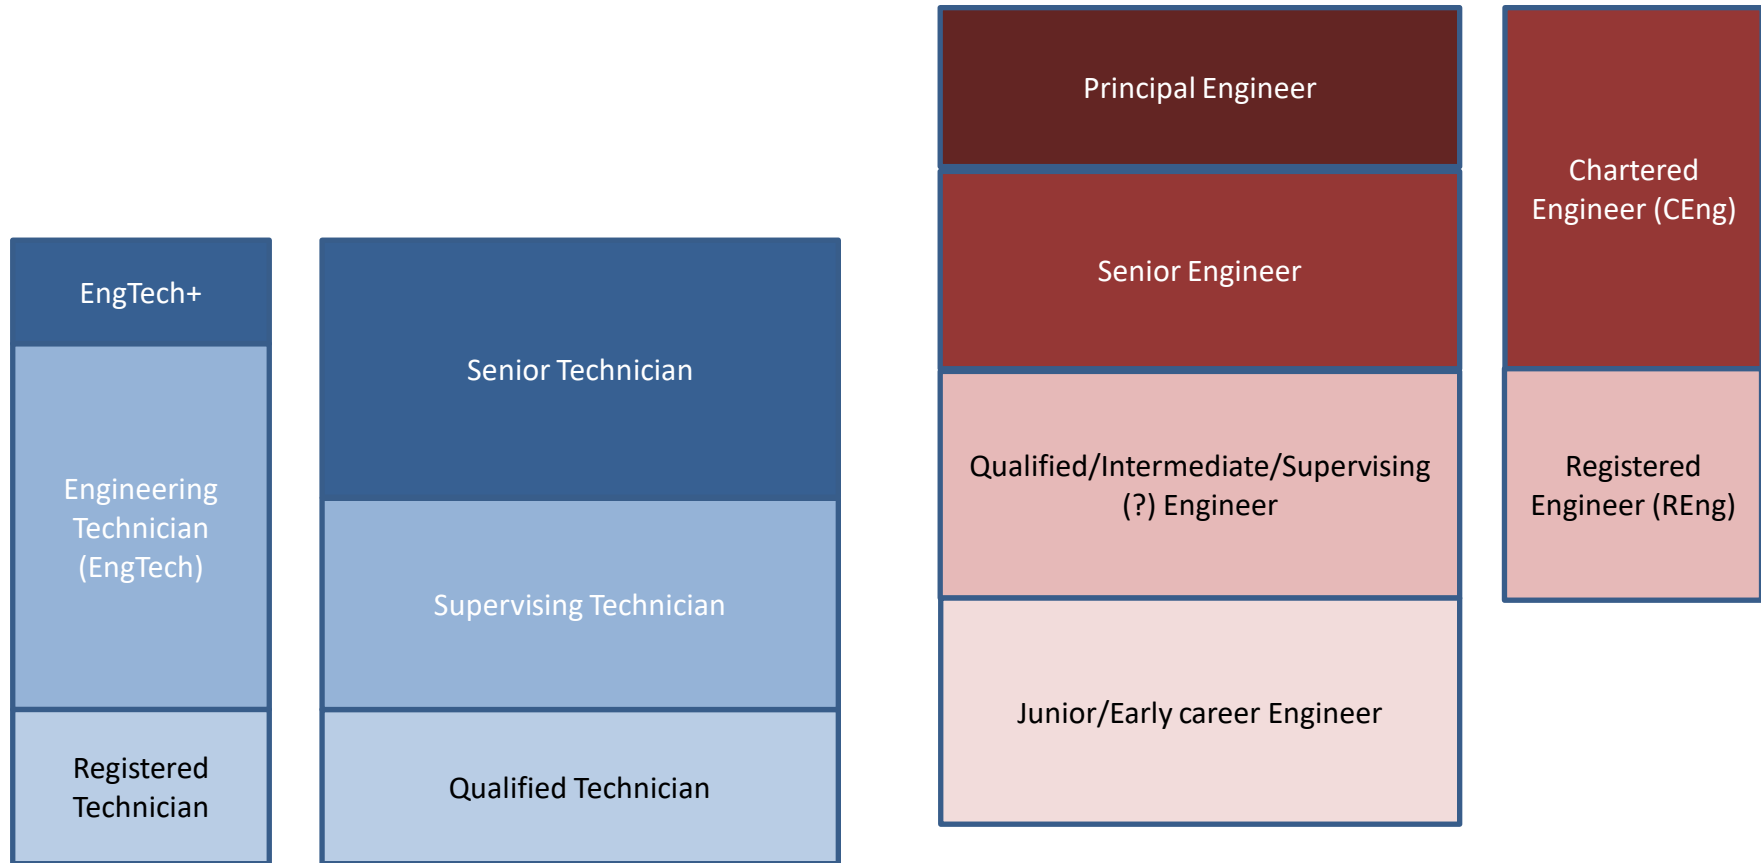 EngTech+
Engineering
Technician
(EngTech)
Registered
Technician
Senior Technician
Supervising Technician
Qualified Technician
Principal Engineer
Senior Engineer
Qualified/Intermediate/Supervising
(?) Engineer
Junior/Early career Engineer
Chartered
Engineer (CEng)
Registered
Engineer (REng)